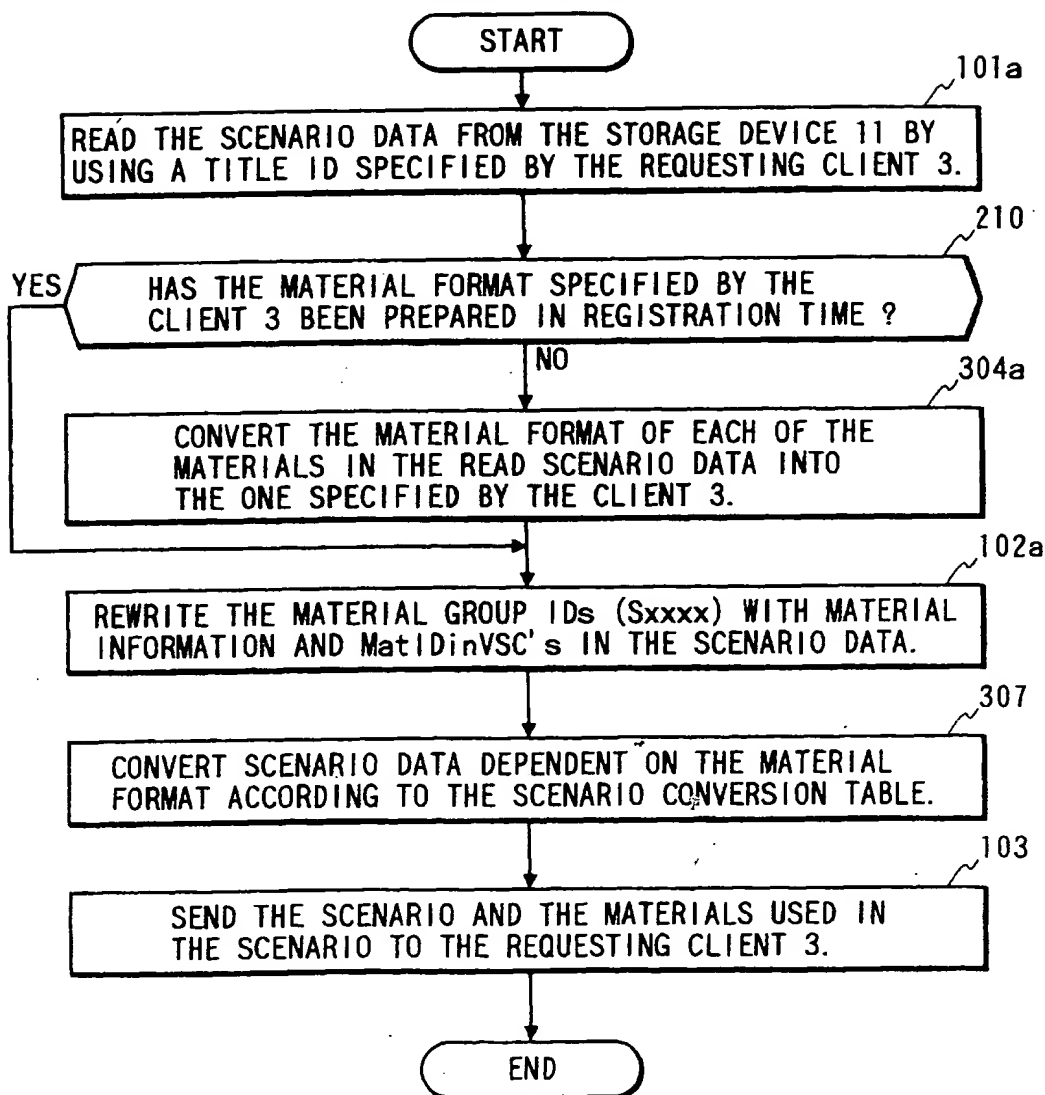 START
101a
READ THE SCENARIO DATA FROM THE STORAGE DEVICE 11 BY
USING A TITLE ID SPECIFIED BY THE REQUESTING CLIENT 3.
210
YES
HAS THE MATERIAL FORMAT SPECIFIED BY THE
CLIENT 3 BEEN PREPARED IN REGISTRATION TIME ?
NO
304a
CONVERT THE MATERIAL FORMAT OF EACH OF THE
MATERIALS IN THE READ SCENARIO DATA INTO
THE ONE SPECIFIED BY THE CLIENT 3.
102a
REWRITE THE MATERIAL GROUP IDs (Sxxxx) WITH MATERIAL
INFORMATION AND MatIDinVSC's IN THE SCENARIO DATA.
307
CONVERT SCENARIO DATA DEPENDENT ON THE MATERIAL
FORMAT ACCORDING TO THE SCENARIO CONVERSION TABLE.
103
SEND THE SCENARIO AND THE MATERIALS USED IN
THE SCENARIO TO THE REQUESTING CLIENT 3.
END